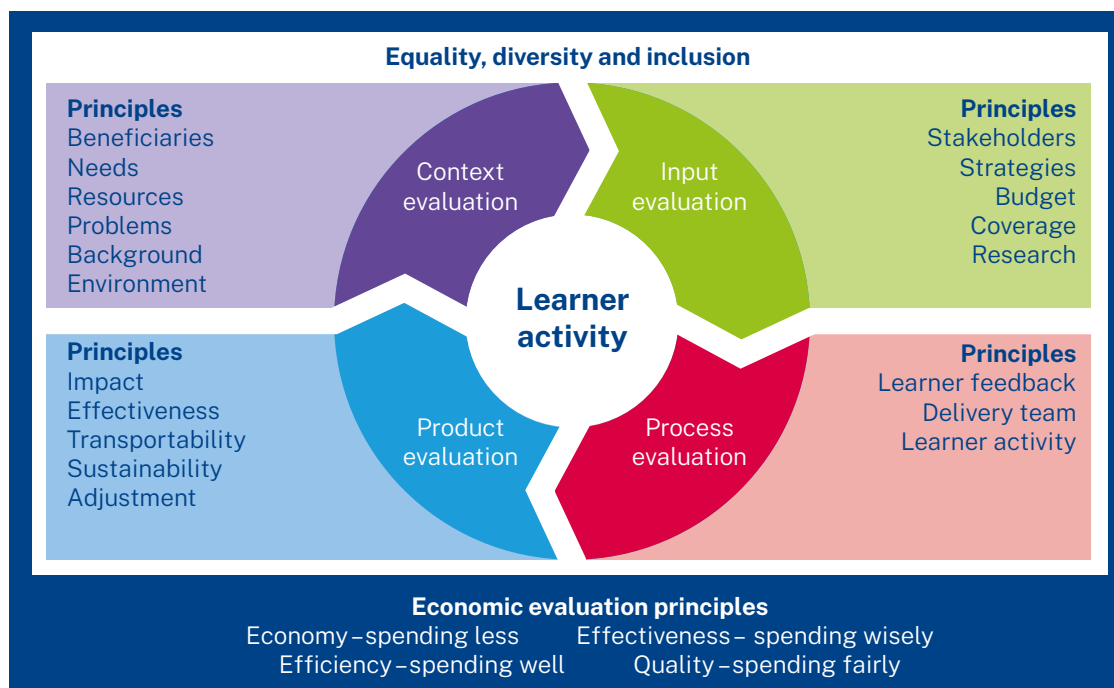 Equality, diversity and inclusion
Principles
Beneficiaries
Needs
Resources
Problems
Background
Environment
Context
evaluation
Input
evaluation
Principles
Stakeholders
Strategies
Budget
Coverage
Research
Learner
activity
Principles
Impact
Effectiveness
Transportability
Sustainability
Adjustment
Product
evaluation
Process
evaluation
Principles
Learner feedback
Delivery team
Learner activity
Economic evaluation principles
Economy – spending less Effectiveness – spending wisely
Efficiency – spending well Quality – spending fairly